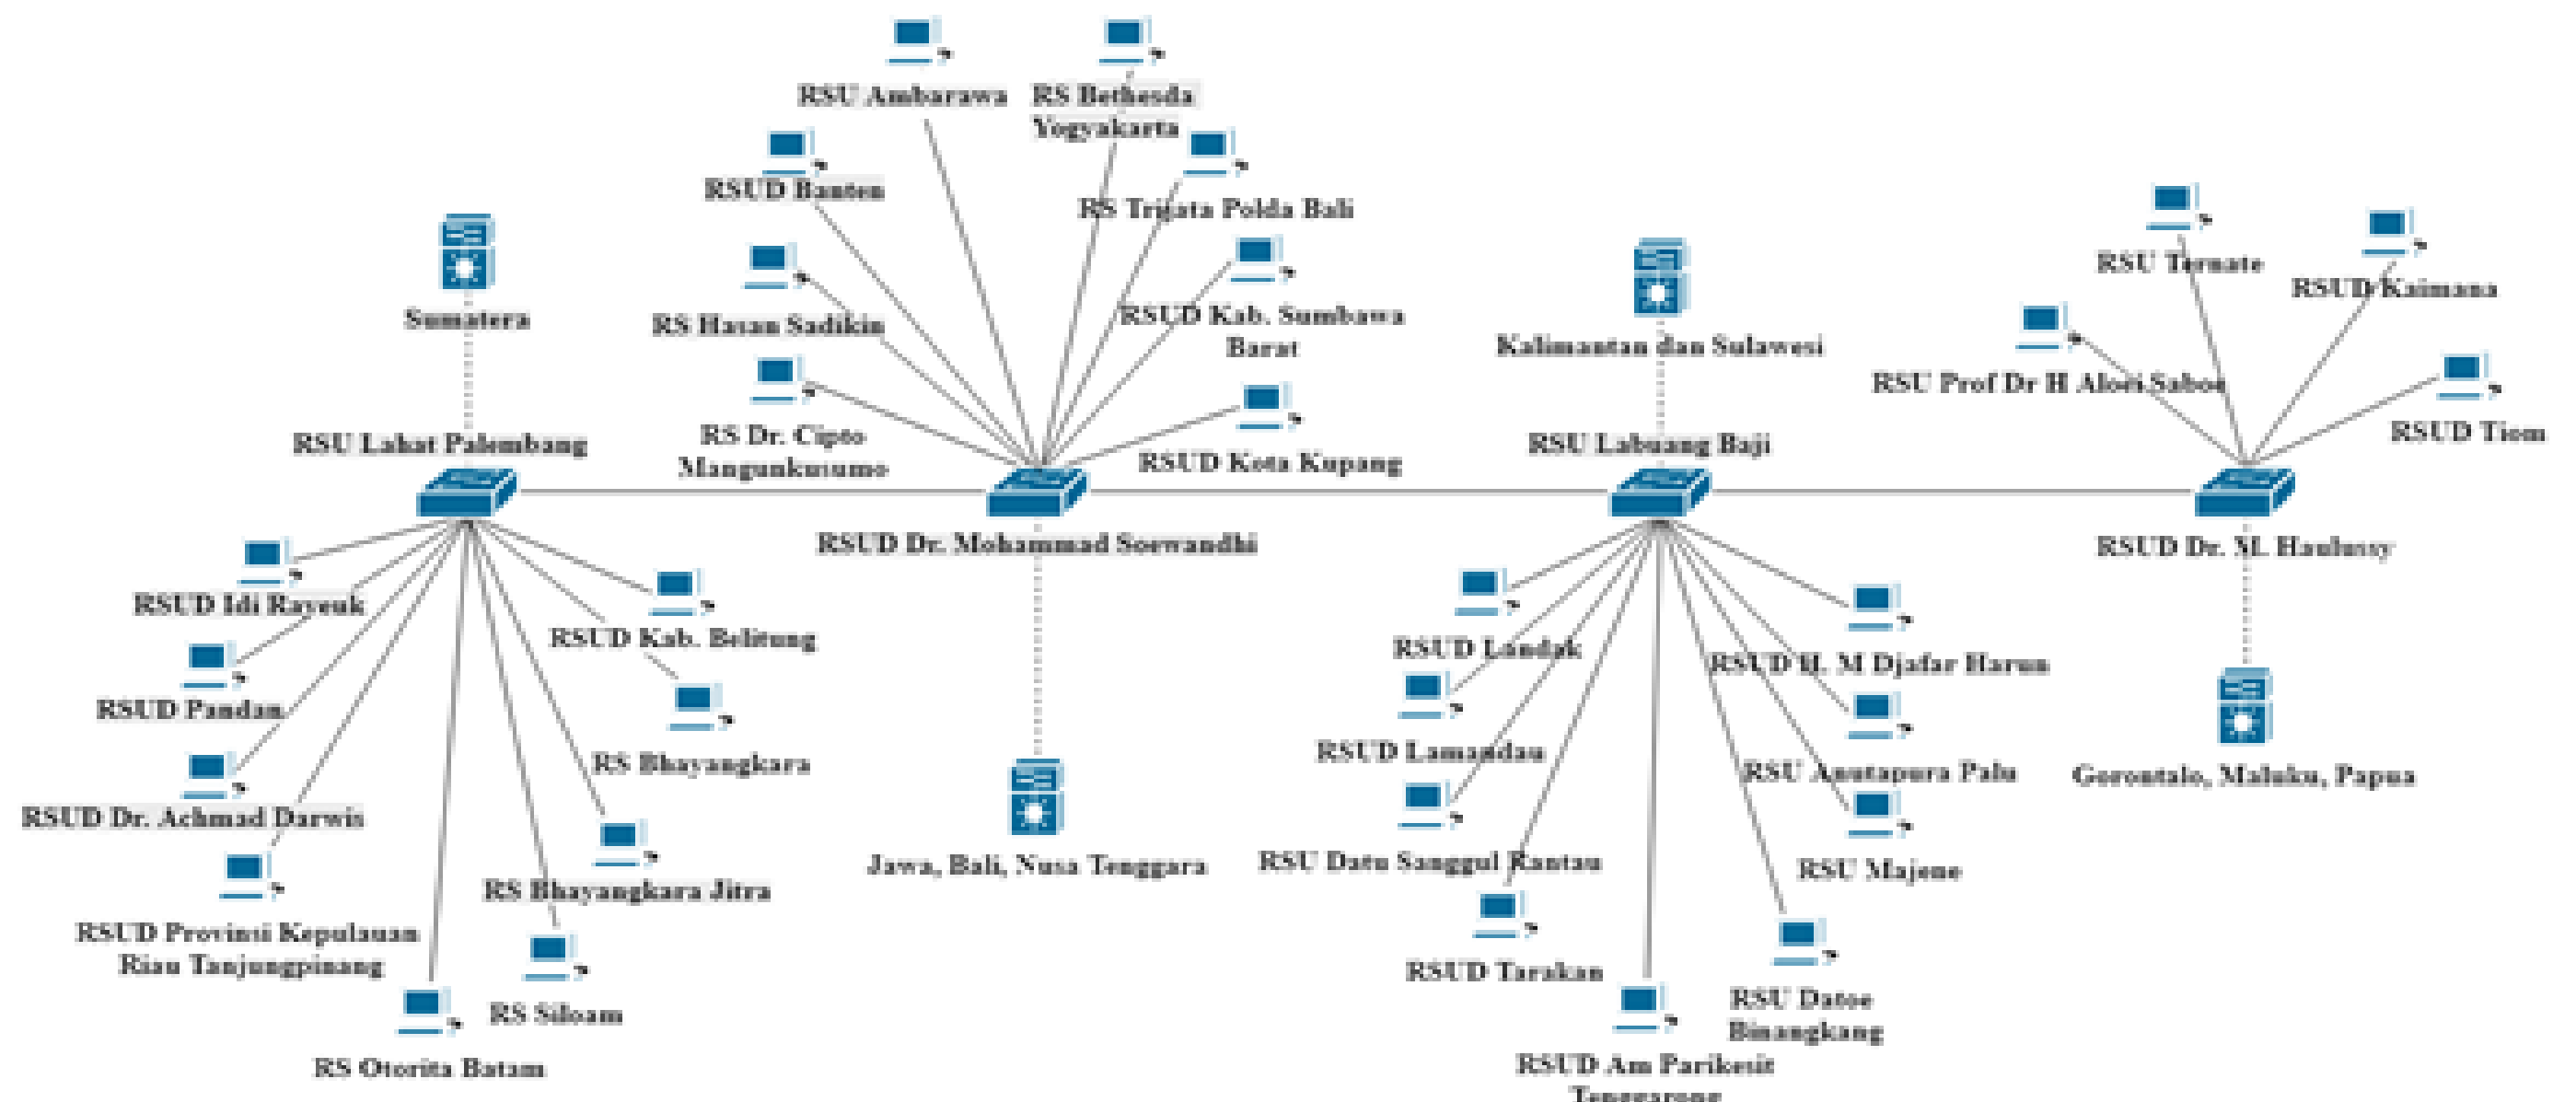 RSU Ambarawa
RS Bethesda
Yogyakarta
RSUD Banten
RS Trijata Polda Bali
RSU Ternate
RSUD Kaimana
Sumatera
RS Hasan Sadikin
RSUD Kab. Sumbawa
Barat
Kalimantan dan Sulawesi
RSU Prof Dr H Aloei Saboe
RSU Lahat Palembang
RS Dr. Cipto
Mangunkusumo
RSUD Kota Kupang
RSU Labuang Baji
RSUD Tiom
RSUD Dr. Mohammad Soewandhi
RSUD Dr. M. Haulussy
RSUD Idi Rayeuk
RSUD Kab. Belitung
RSUD Landak
RSUD H. M Djafar Harun
RSUD Pandan
RS Bhayangkara
RSUD Lamandau
RSU Anutapura Palu
Gorontalo, Maluku, Papua
RSUD Dr. Achmad Darwis
Jawa, Bali, Nusa Tenggara
RSU Datu Sanggul Rantau
RSU Majene
RS Bhayangkara Jitra
RSUD Provinsi Kepulauan
Riau Tanjungpinang
RSUD Tarakan
RS Siloam
RSU Datoe
Binangkang
RS Otorita Batam
RSUD Am Parikesit
Tenggarong